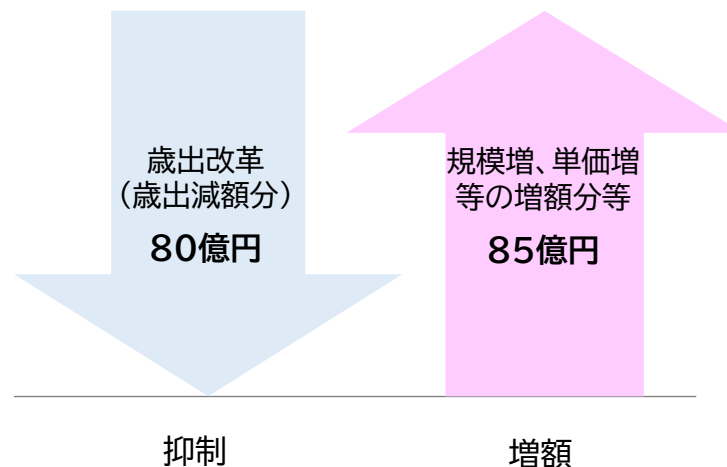 歳出改革
（歳出減額分）
80億円
規模増、単価増
等の増額分等
85億円
抑制
増額